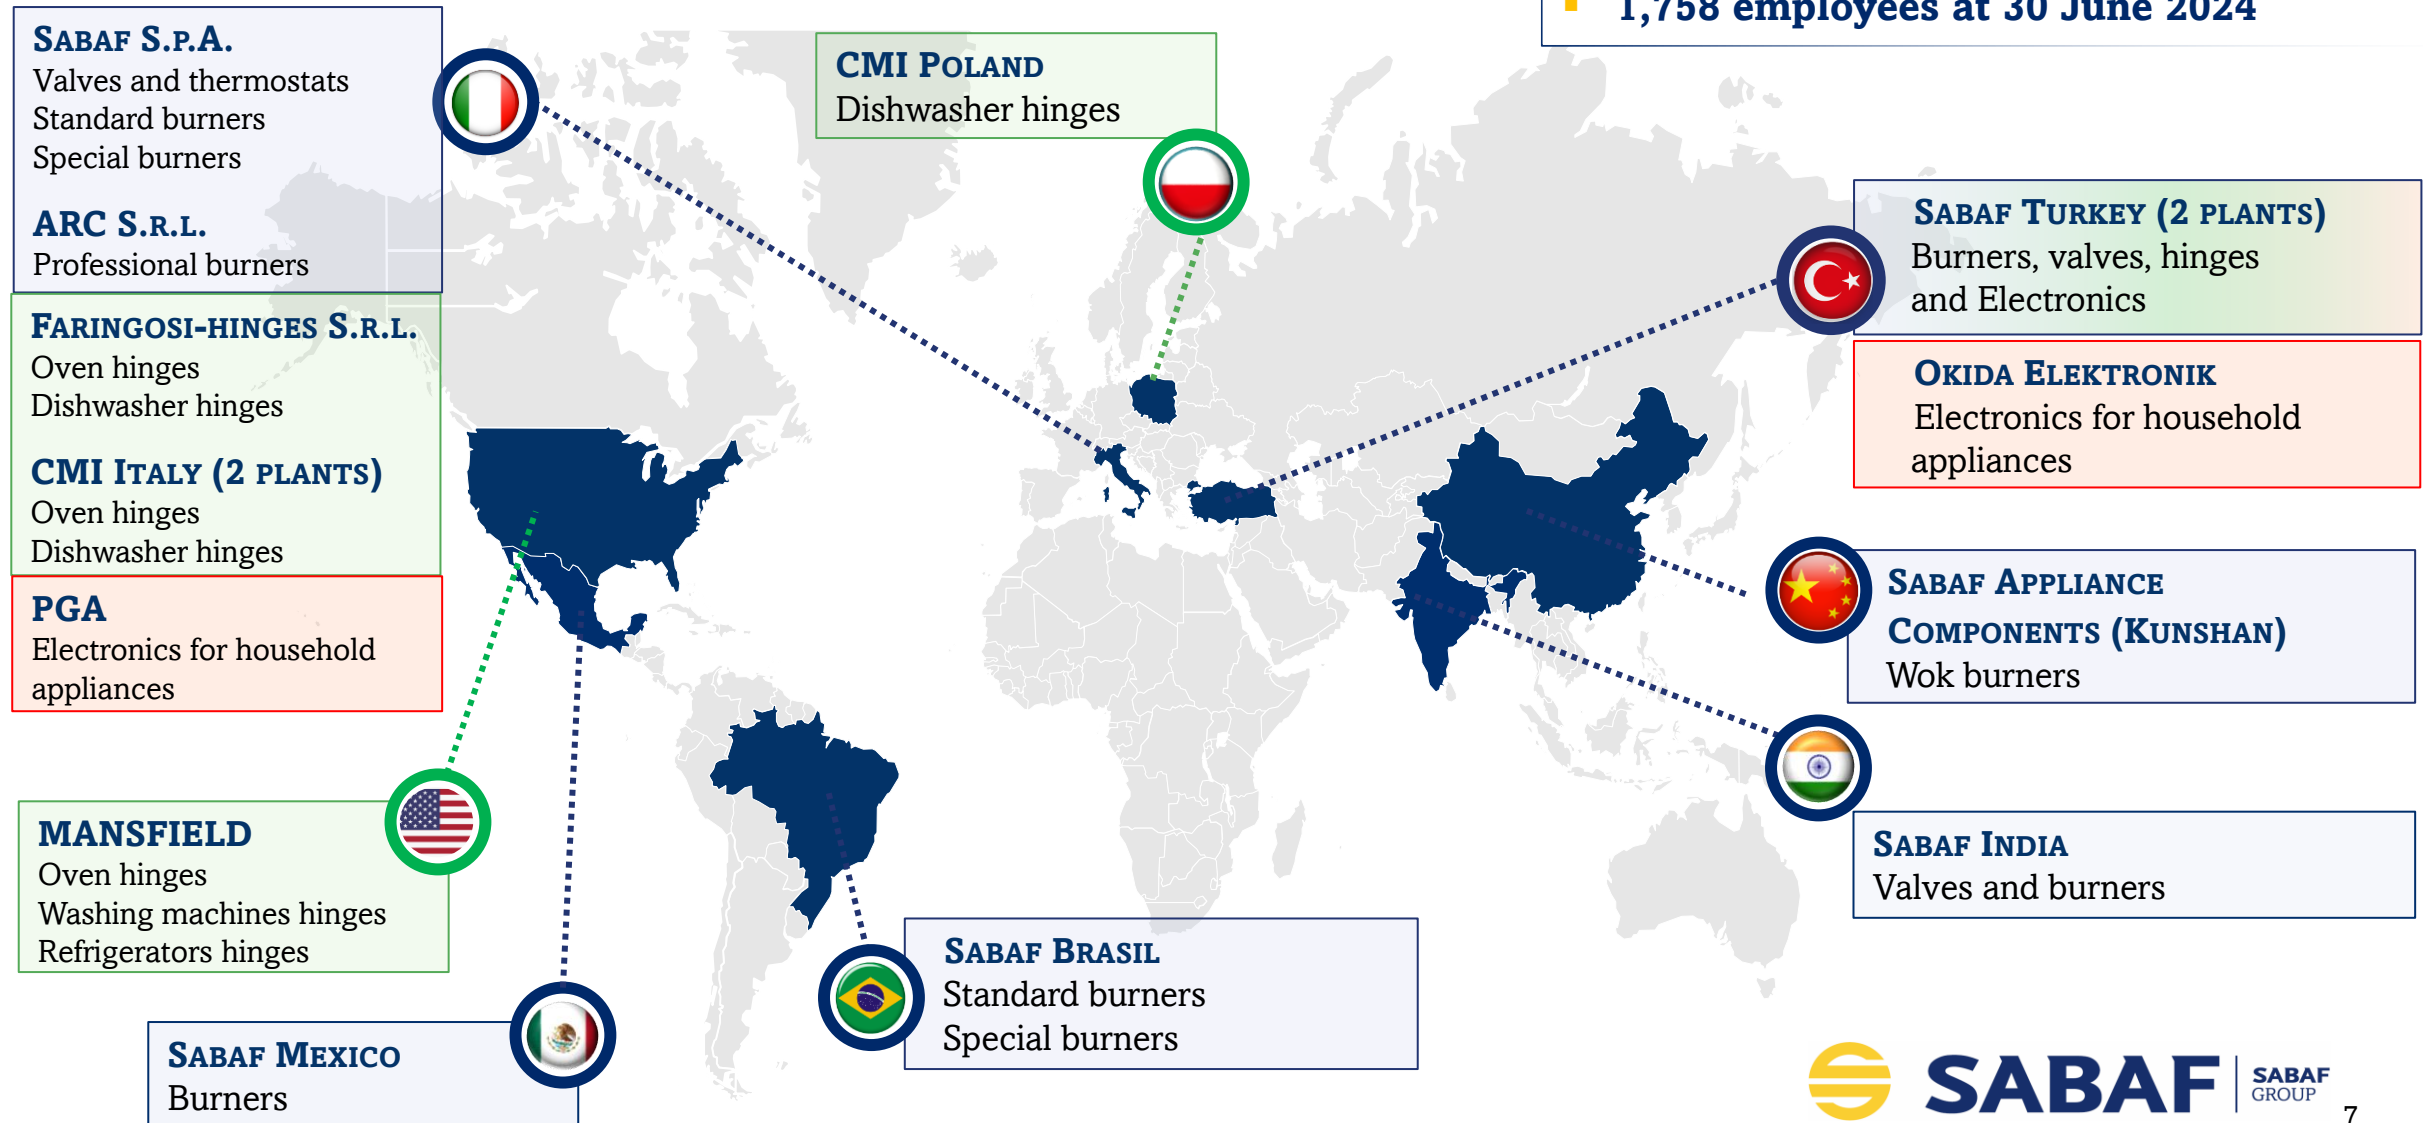 1,758 employees at 30 June 2024
SABAF S.P.A.
Valves and thermostats
Standard burners
Special burners
ARC S.R.L.
Professional burners
FARINGOSI-HINGES S.R.L.
Oven hinges
Dishwasher hinges
CMI ITALY (2 PLANTS)
Oven hinges
Dishwasher hinges
PGA
Electronics for household
appliances
MANSFIELD
Oven hinges
Washing machines hinges
Refrigerators hinges
SABAF MEXICO
Burners
CMI POLAND
Dishwasher hinges
SABAF BRASIL
Standard burners
Special burners
SABAF TURKEY (2 PLANTS)
Burners, valves, hinges
and Electronics
OKIDA ELEKTRONIK
Electronics for household
appliances
SABAF APPLIANCE
COMPONENTS (KUNSHAN)
Wok burners
SABAF INDIA
Valves and burners
SABAF
SABAF
GROUP
7